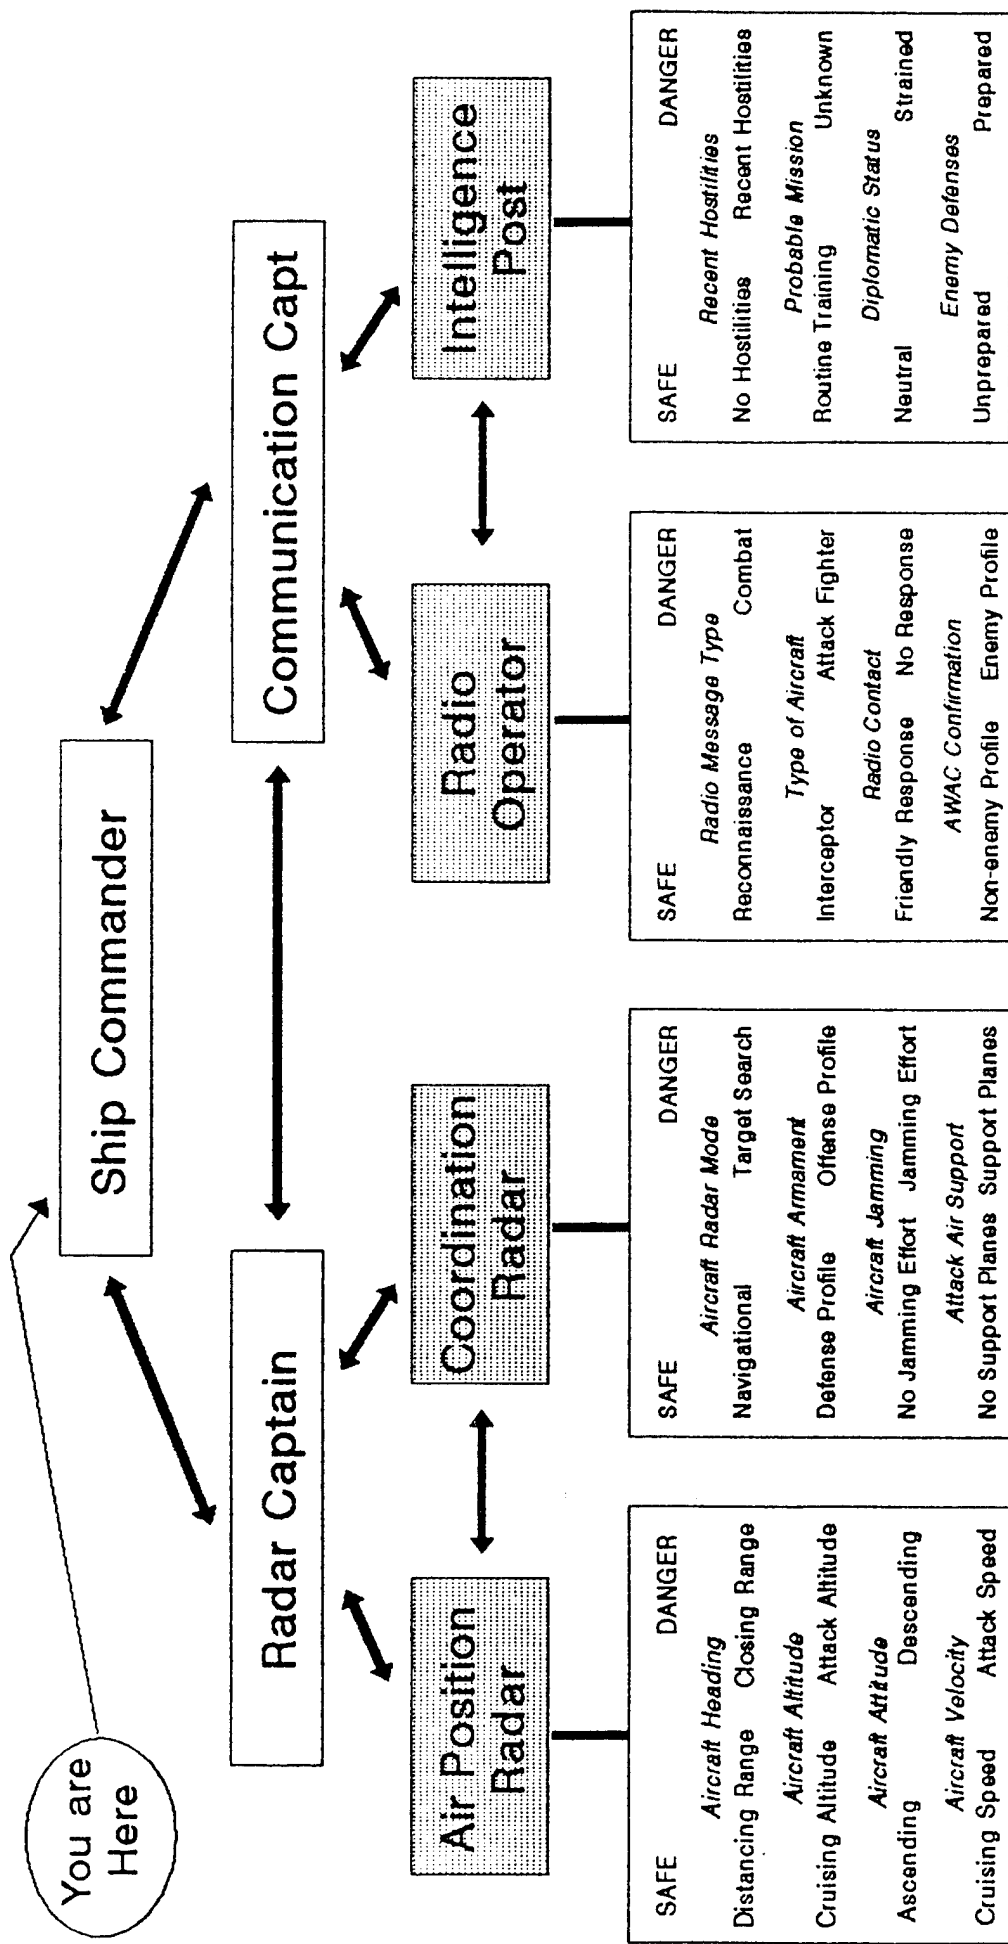 You are
Here
Ship Commander
Radar Captain
Communication Capt
Air Position
Radar
Coordination
Radar
Radio
Operator
Intelligence
Post
SAFE DANGER
Aircraft Heading
Distancing Range Closing Range
Aircraft Altitude
Cruising Altitude Attack Altitude
Aircraft Attitude
Ascending Descending
Aircraft Velocity
Cruising Speed Attack Speed
SAFE DANGER
Aircraft Radar Mode
Navigational Target Search
Aircraft Armament
Defense Profile Offense Profile
Aircraft Jamming
No Jamming Effort Jamming Effort
Attack Air Support
No Support Planes Support Planes
SAFE DANGER
Radio Message Type
Reconnaissance Combat
Type of Aircraft
Interceptor Attack Fighter
Radio Contact
Friendly Response No Response
AWAC Confirmation
Non-enemy Profile Enemy Profile
SAFE DANGER
Recent Hostilities
No Hostilities Recent Hostilities
Probable Mission
Routine Training Unknown
Diplomatic Status
Neutral Strained
Enemy Defenses
Unprepared Prepared